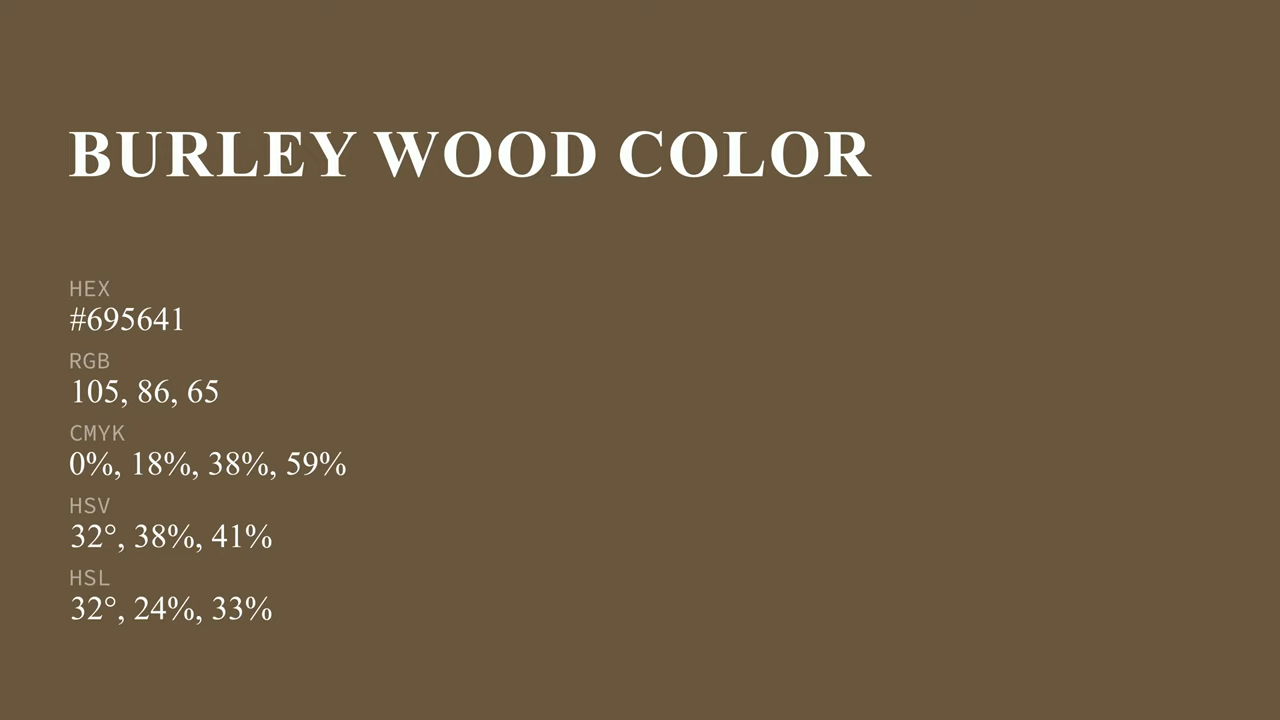 BURLEY WOOD COLOR
HEX
#695641
RGB
105, 86, 65
CMYK
0%, 18%, 38%, 59%
HSV
32°, 38%, 41%
HSL
32°, 24%, 33%